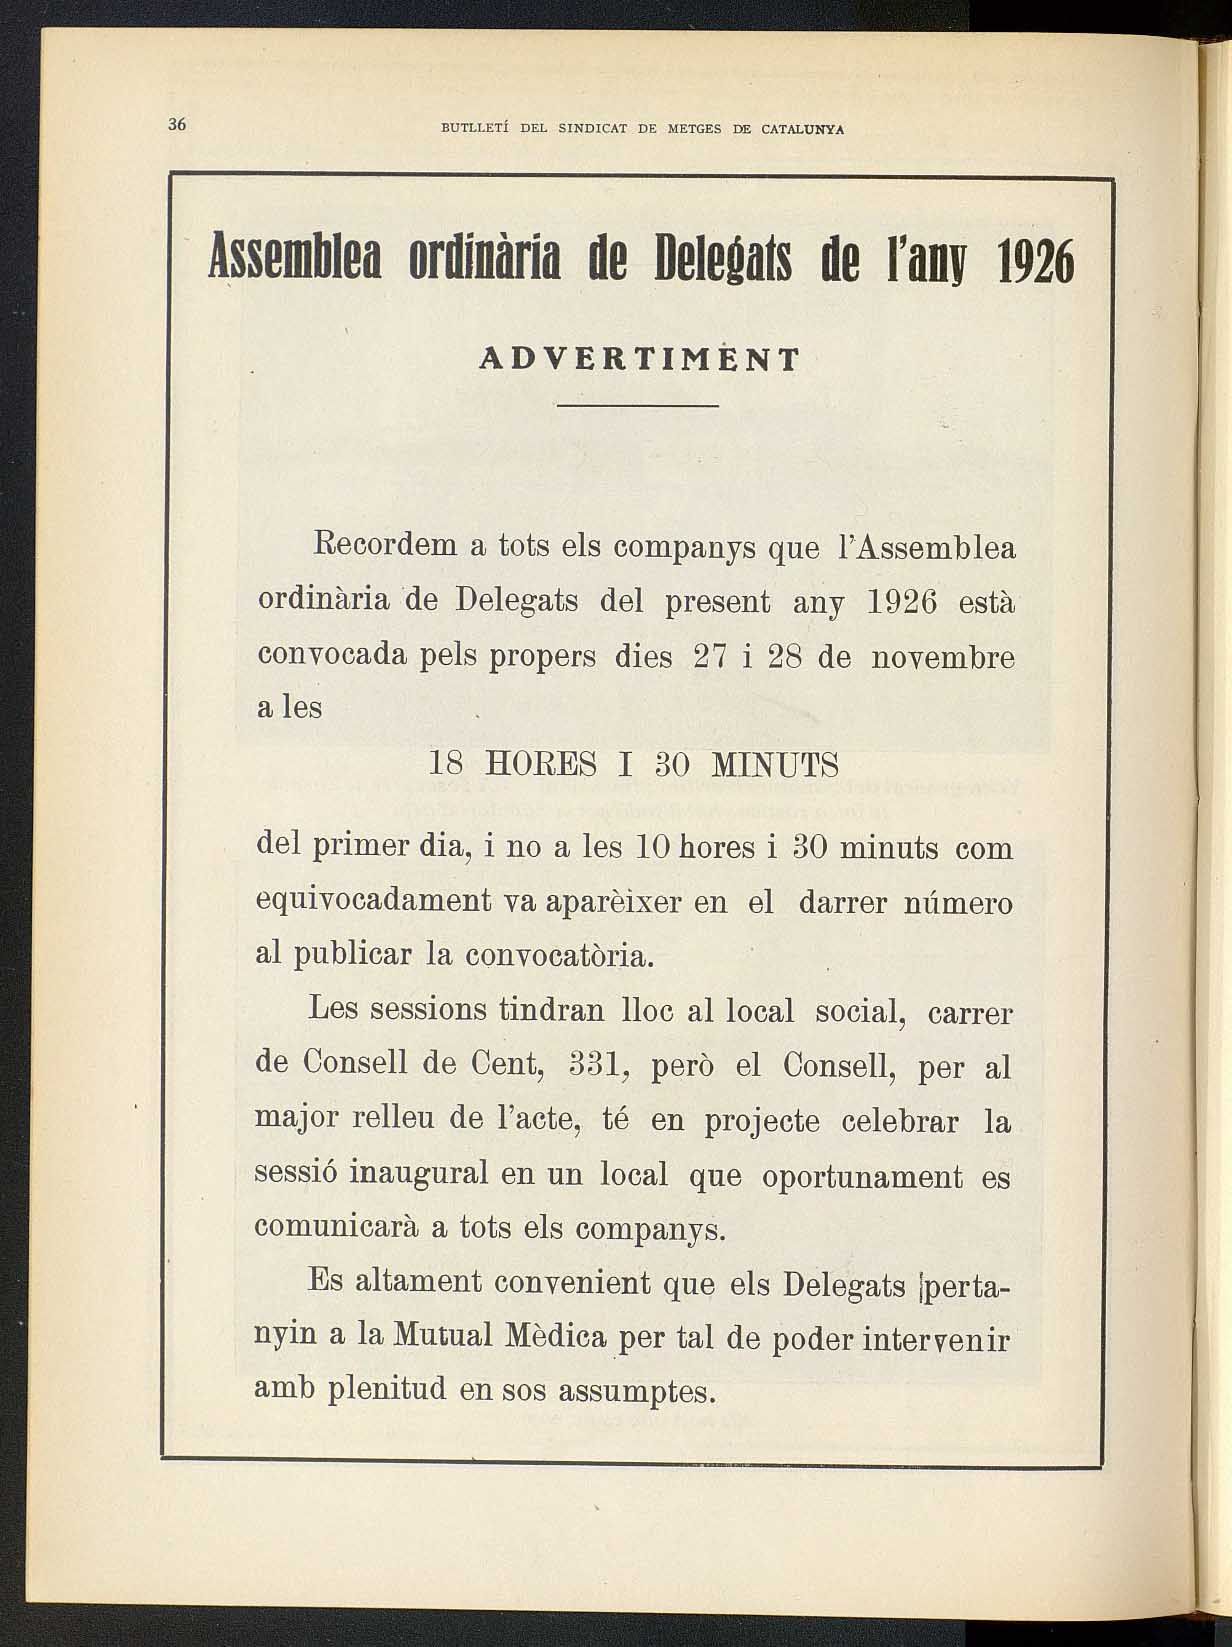 36
BUTLLETÍ DEL SINDICAT DE METGES DE CATALUNYA
Assemblea ordinària de Delegats de l'any 1926
ADVERTIMENT
Recordem a tots els companys que l'Assemblea
ordinària de Delegats del present any 1926 està
convocada pels propers dies 27 i 28 de novembre
a les
18 HORES I 30 MINUTS
del primer dia, i no a les 10 hores i 30 minuts com
equivocadament va aparèixer en el darrer número
al publicar la convocatòria.
Les sessions tindran lloc al local social, carrer
de Consell de Cent, 331, però el Consell, per al
major relleu de l'acte, té en projecte celebrar la
sessió inaugural en un local que oportunament es
comunicarà a tots els companys.
Es altament convenient que els Delegats perta-
nyin a la Mutual Mèdica per tal de poder intervenir
amb plenitud en sos assumptes.